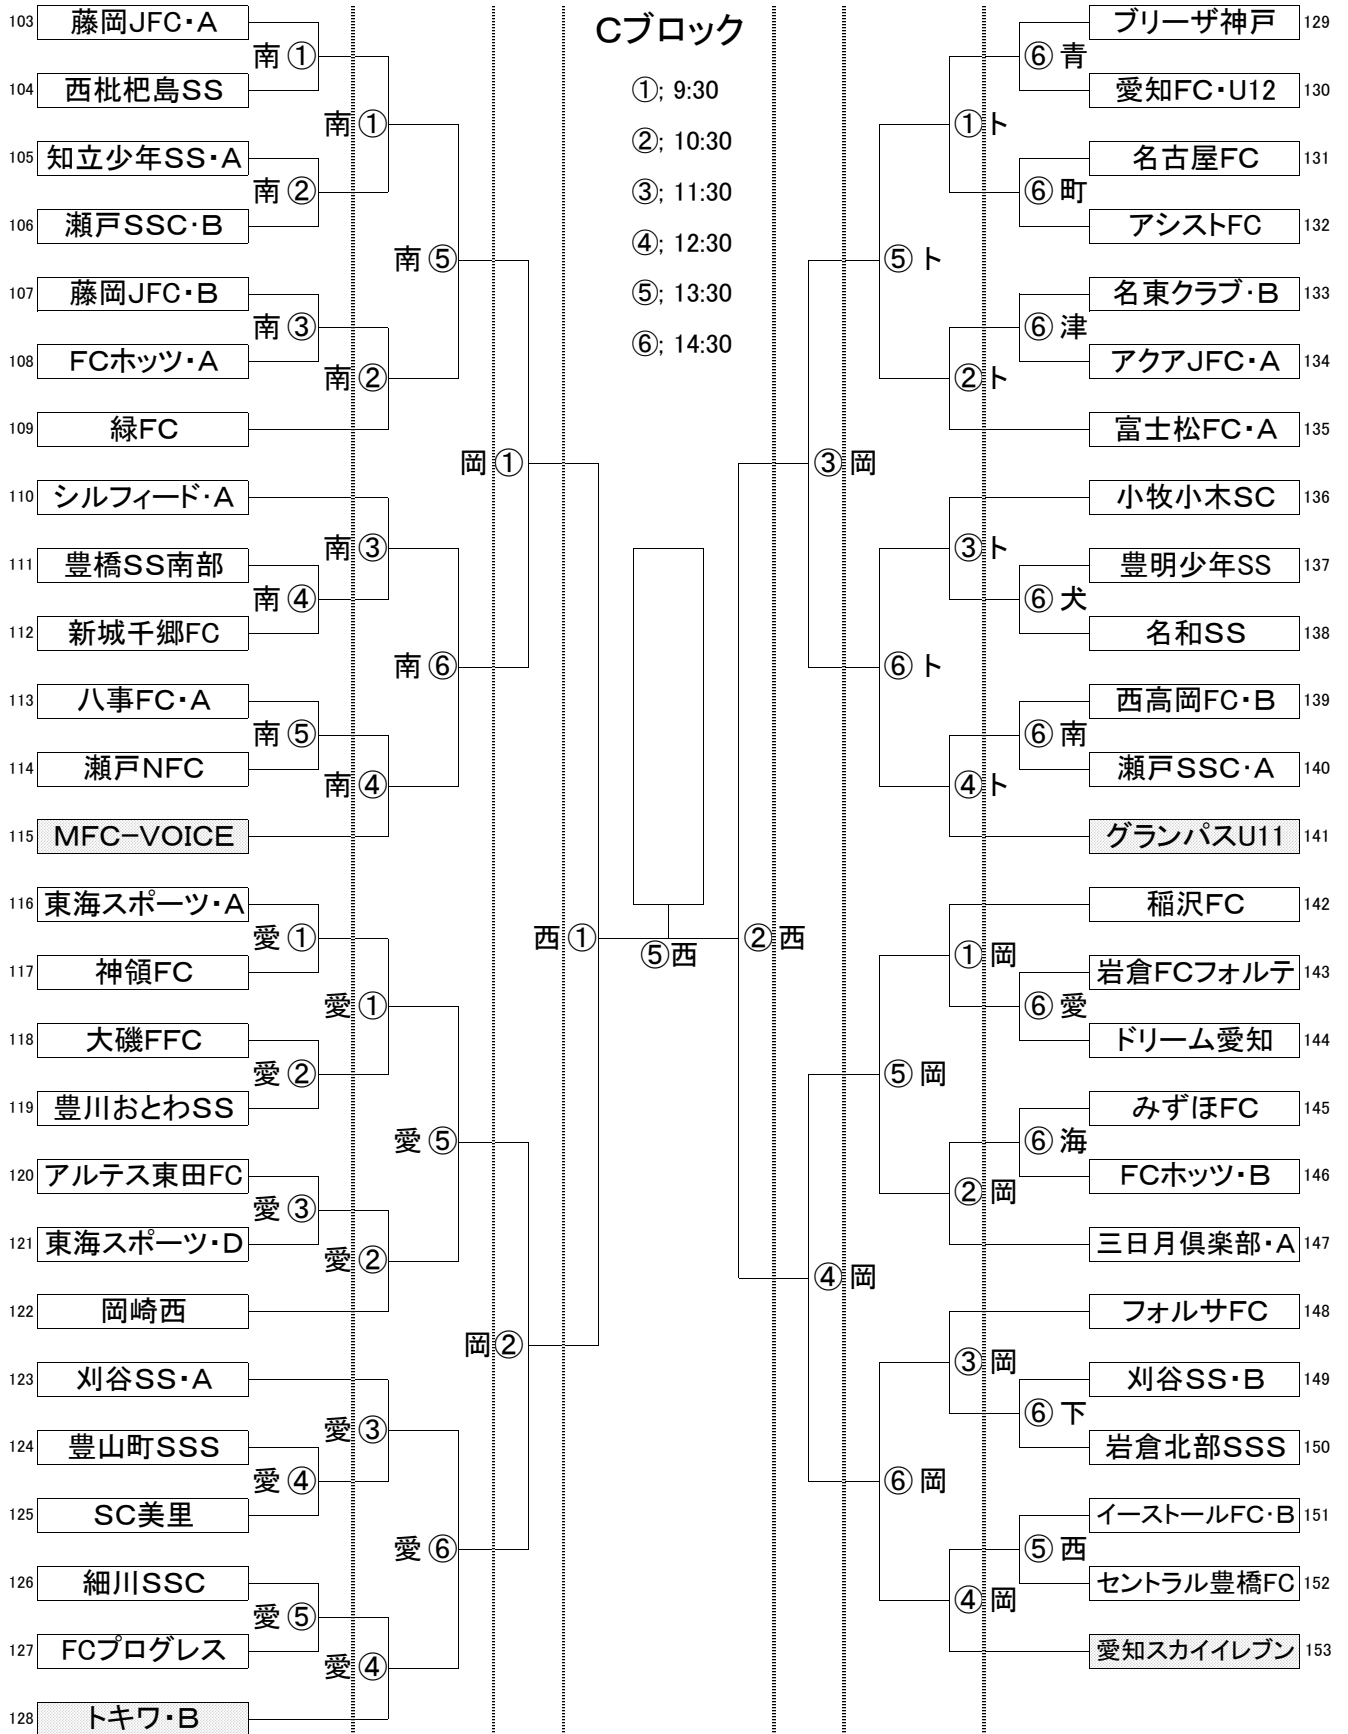 Cブロック
①; 9:30
②; 10:30
③; 11:30
④; 12:30
⑤; 13:30
⑥; 14:30
103 藤岡JFC・A
南①
104 西枇杷島SS
南①
105 知立少年SS・A
南②
106 瀬戸SSC・B
南⑤
107 藤岡JFC・B
南③
108 FCホッツ・A
南②
109 緑FC
岡①
110 シルフィード・A
南③
111 豊橋SS南部
南④
112 新城千郷FC
南⑥
113 八事FC・A
南⑤
114 瀬戸NFC
南④
115 MFC−VOICE
116 東海スポーツ・A
愛①
西①
117 神領FC
愛①
118 大磯FFC
愛②
119 豊川おとわSS
愛⑤
120 アルテス東田FC
愛③
121 東海スポーツ・D
愛②
122 岡崎西
岡②
123 刈谷SS・A
愛③
124 豊山町SSS
愛④
125 SC美里
愛⑥
126 細川SSC
愛⑤
127 FCプログレス
愛④
128 トキワ・B
⑤西
ブリーザ神戸 129
⑥青
愛知FC・U12 130
①ト
名古屋FC 131
⑥町
アシストFC 132
⑤ト
名東クラブ・B 133
⑥津
アクアJFC・A 134
②ト
富士松FC・A 135
③岡
小牧小木SC 136
③ト
豊明少年SS 137
⑥犬
名和SS 138
⑥ト
西高岡FC・B 139
⑥南
瀬戸SSC・A 140
④ト
グランパスU11 141
稲沢FC 142
②西
①岡
岩倉FCフォルテ 143
⑥愛
ドリーム愛知 144
⑤岡
みずほFC 145
⑥海
FCホッツ・B 146
②岡
三日月倶楽部・A 147
④岡
フォルサFC 148
③岡
刈谷SS・B 149
⑥下
岩倉北部SSS 150
⑥岡
イーストールFC・B 151
⑤西
セントラル豊橋FC 152
④岡
愛知スカイイレブン 153